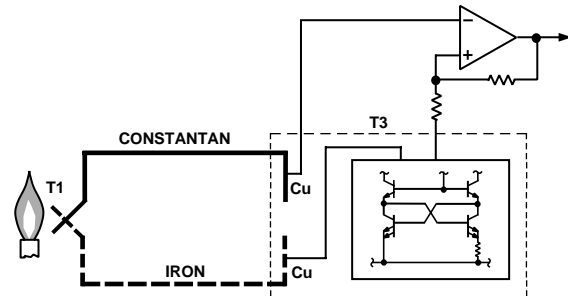 −
+
T3
CONSTANTAN
T1
Cu
Cu
IRON